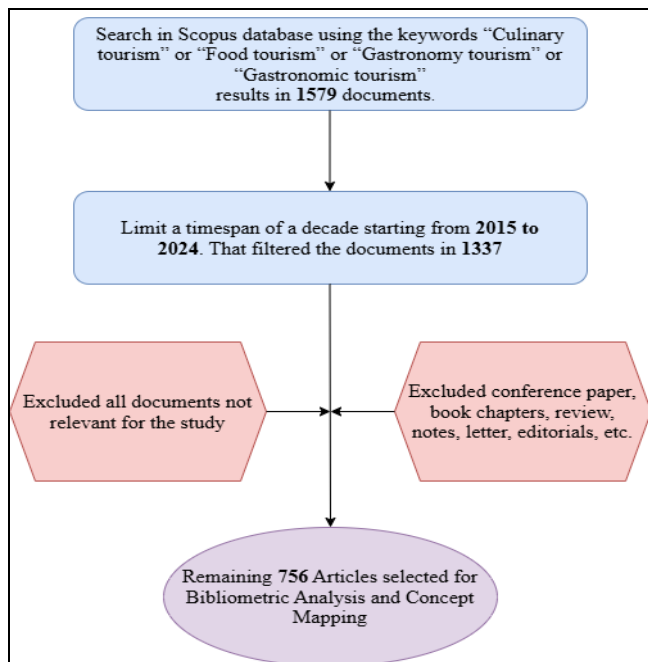 Search in Scopus database using the keywords “Culinary
tourism” or “Food tourism” or “Gastronomy tourism” or
“Gastronomic tourism”
results in 1579 documents.
Limit a timespan of a decade starting from 2015 to
2024. That filtered the documents in 1337
Excluded all documents not
relevant for the study
Excluded conference paper,
book chapters, review,
notes, letter, editorials, etc.
Remaining 756 Articles selected for
Bibliometric Analysis and Concept
Mapping